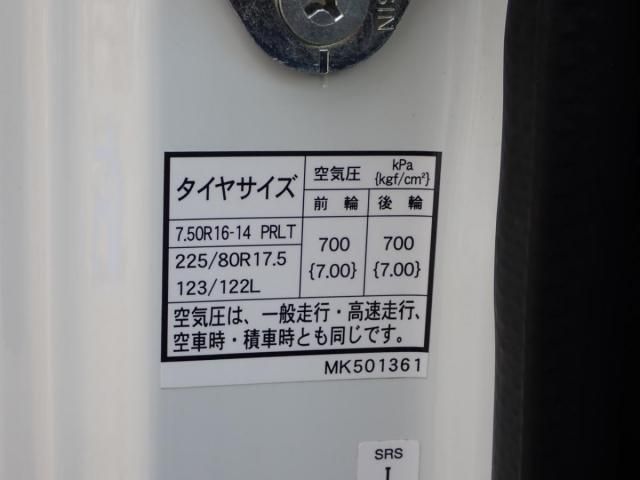 NISI
タイヤサイズ 空気圧 kPa {kgf/cm²}
前輪 後輪
7.50R16-14 PRLT 700 {7.00} 700 {7.00}
225/80R17.5
123/122L
空気圧は、一般走行・高速走行、
空車時・積車時とも同じです。
MK501361
SRS